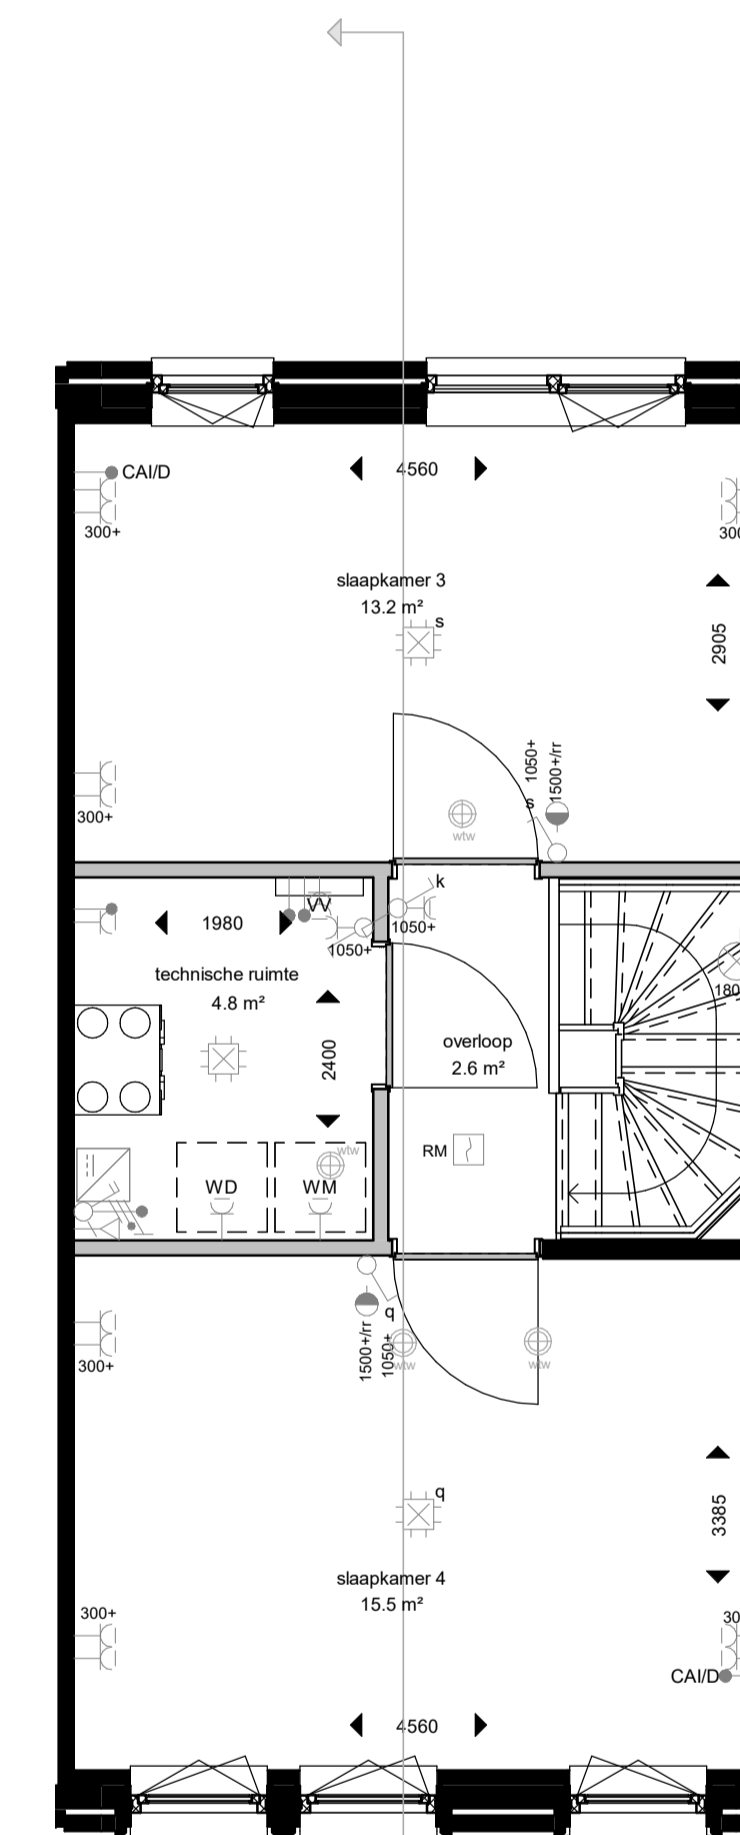 CAI/D
4560
300+
300
slaapkamer 3
13.2 m²
s
2905
1050+
1500+/rr
s
wtw
300+
k
VV
1980
1050+
1050+
technische ruimte
4.8 m²
180
2400
overloop
2.6 m²
RM
wtw
WD
WM
q
1500+/rr
1050+
wtw
wtw
300+
q
3385
slaapkamer 4
15.5 m²
300+
30
CAI/D
4560